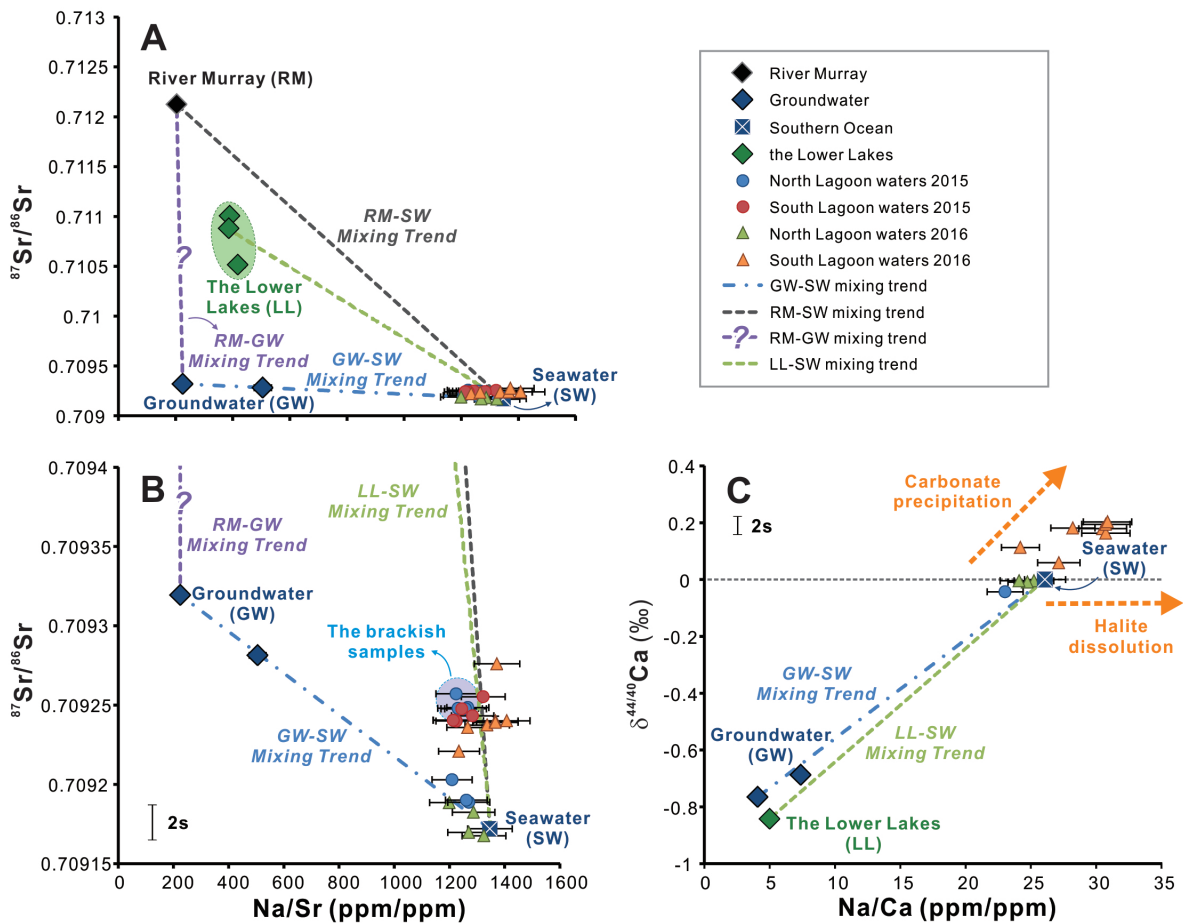 A
0.713
0.7125
0.712
0.7115
0.711
0.7105
0.71
0.7095
0.709
87Sr/86Sr
River Murray (RM)
RM-SW
Mixing Trend
?
The Lower
Lakes (LL)
RM-GW
Mixing Trend
GW-SW
Mixing Trend
Seawater
(SW)
Groundwater (GW)
0 200 400 600 800 1000 1200 1400 1600
River Murray
Groundwater
Southern Ocean
the Lower Lakes
North Lagoon waters 2015
South Lagoon waters 2015
North Lagoon waters 2016
South Lagoon waters 2016
GW-SW mixing trend
RM-SW mixing trend
? RM-GW mixing trend
LL-SW mixing trend
B
0.7094
0.70935
0.7093
0.70925
0.7092
0.70915
87Sr/86Sr
?
LL-SW
Mixing Trend
RM-GW
Mixing Trend
Groundwater
(GW)
The brackish
samples
GW-SW
Mixing Trend
2s
Seawater
(SW)
0 200 400 600 800 1000 1200 1400 1600
Na/Sr (ppm/ppm)
C
0.4
0.2
0
-0.2
-0.4
-0.6
-0.8
-1
δ44/40Ca (‰)
2s
Carbonate
precipitation
Seawater
(SW)
Halite
dissolution
GW-SW
Mixing Trend
Groundwater
(GW)
LL-SW
Mixing Trend
The Lower Lakes
(LL)
0 5 10 15 20 25 30 35
Na/Ca (ppm/ppm)